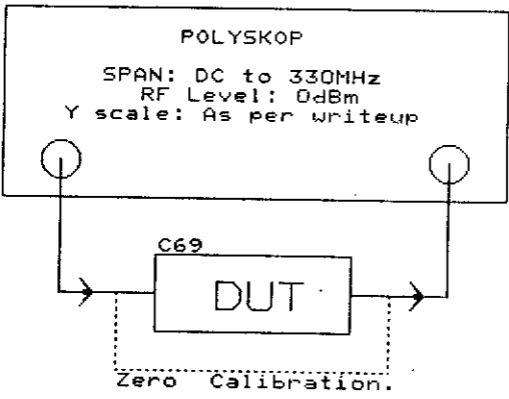 POLYSKOP
SPAN: DC to 330MHz
RF Level: 0dBm
Y scale: As per writeup
C69
DUT
Zero Calibration.